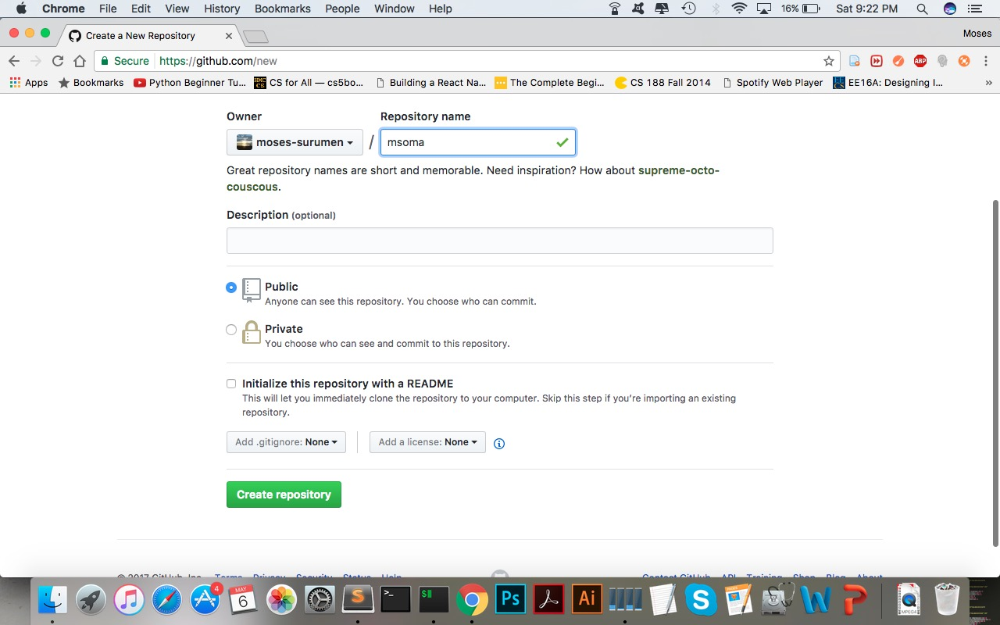 Chrome File Edit View History Bookmarks People Window Help 16% Sat 9:22 PM
Create a New Repository Moses
Secure https://github.com/new ABP
Apps Bookmarks Python Beginner Tu... CS for All — cs5bo... Building a React Na... The Complete Begi... CS 188 Fall 2014 Spotify Web Player EE16A: Designing I... »
Owner Repository name
moses-surumen / msoma
Great repository names are short and memorable. Need inspiration? How about supreme-octo-
couscous.
Description (optional)
Public
Anyone can see this repository. You choose who can commit.
Private
You choose who can see and commit to this repository.
Initialize this repository with a README
This will let you immediately clone the repository to your computer. Skip this step if you’re importing an existing
repository.
Add .gitignore: None Add a license: None
Create repository
© 2017 GitHub, Inc. Terms Privacy Security Status Help Contact GitHub API Training Shop Blog About
4
MAY
6
S
>_
$
Ps
Ai
S
W
P
Q
MPEG4